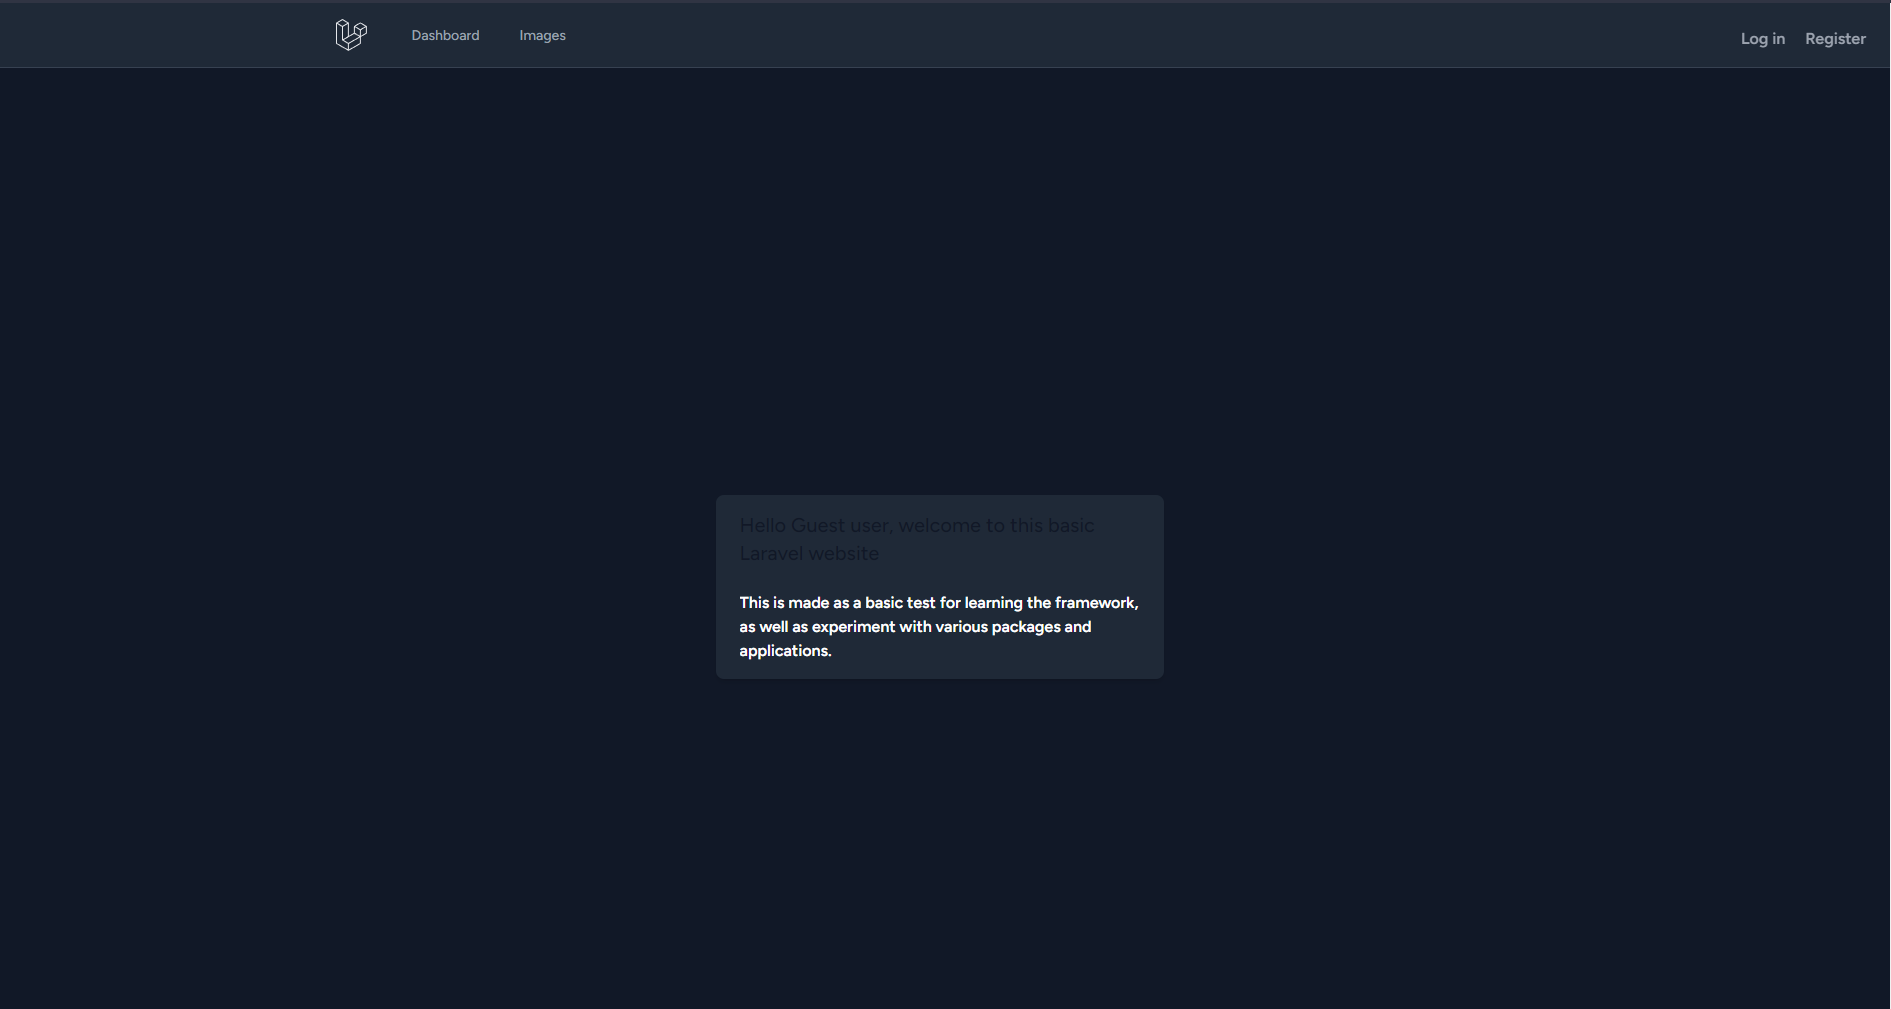 Dashboard Images Log in Register
Hello Guest user, welcome to this basic
Laravel website
This is made as a basic test for learning the framework,
as well as experiment with various packages and
applications.